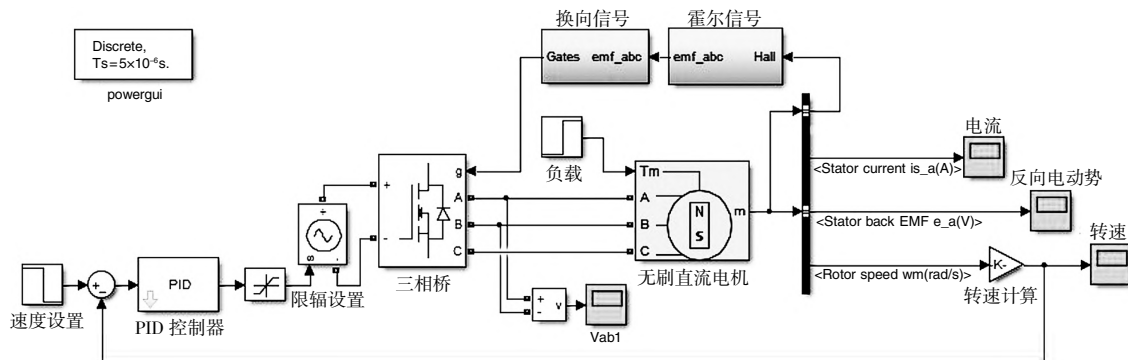 Discrete,
Ts=5×10⁻⁶s.
powergui
换向信号
霍尔信号
Gates emf_abc
emf_abc Hall
负载
g
A
B
C
+
-
三相桥
Tm
A
B
C
m
N
S
无刷直流电机
电流
<Stator current is_a(A)>
反向电动势
<Stator back EMF e_a(V)>
转速
<Rotor speed wm(rad/s)>
-K-
转速计算
速度设置
+
-
PID
PID 控制器
+
s
-
限辐设置
+
-
v
Vab1